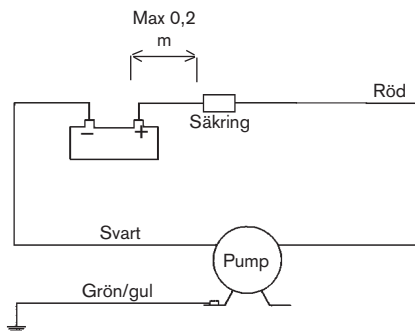 Max 0,2
m
Röd
− +
Säkring
Svart
Pump
Grön/gul